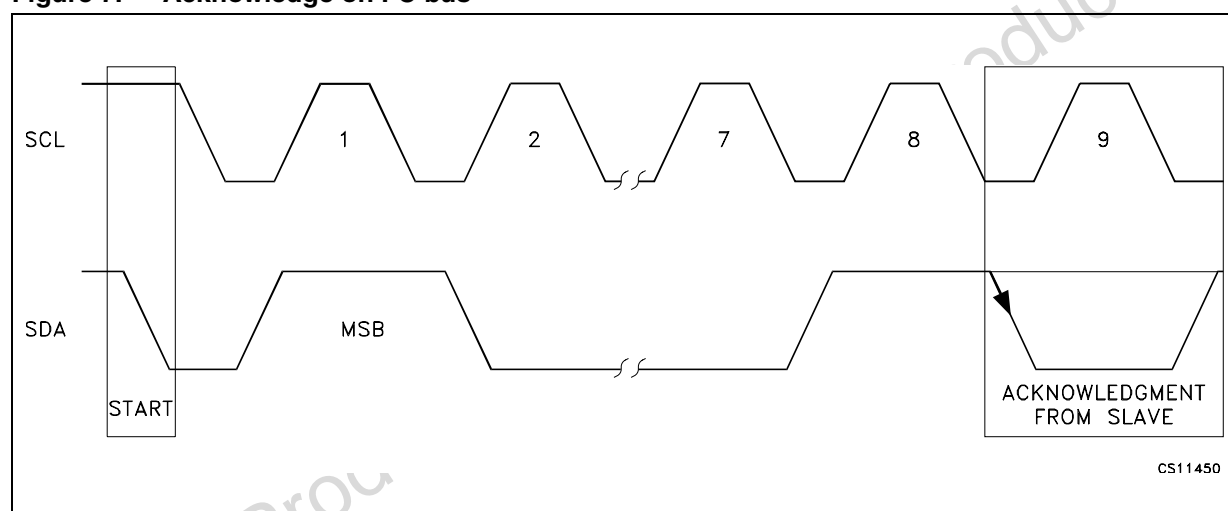 SCL
1
2
7
8
9
SDA
MSB
START
ACKNOWLEDGMENT
FROM SLAVE
CS11450